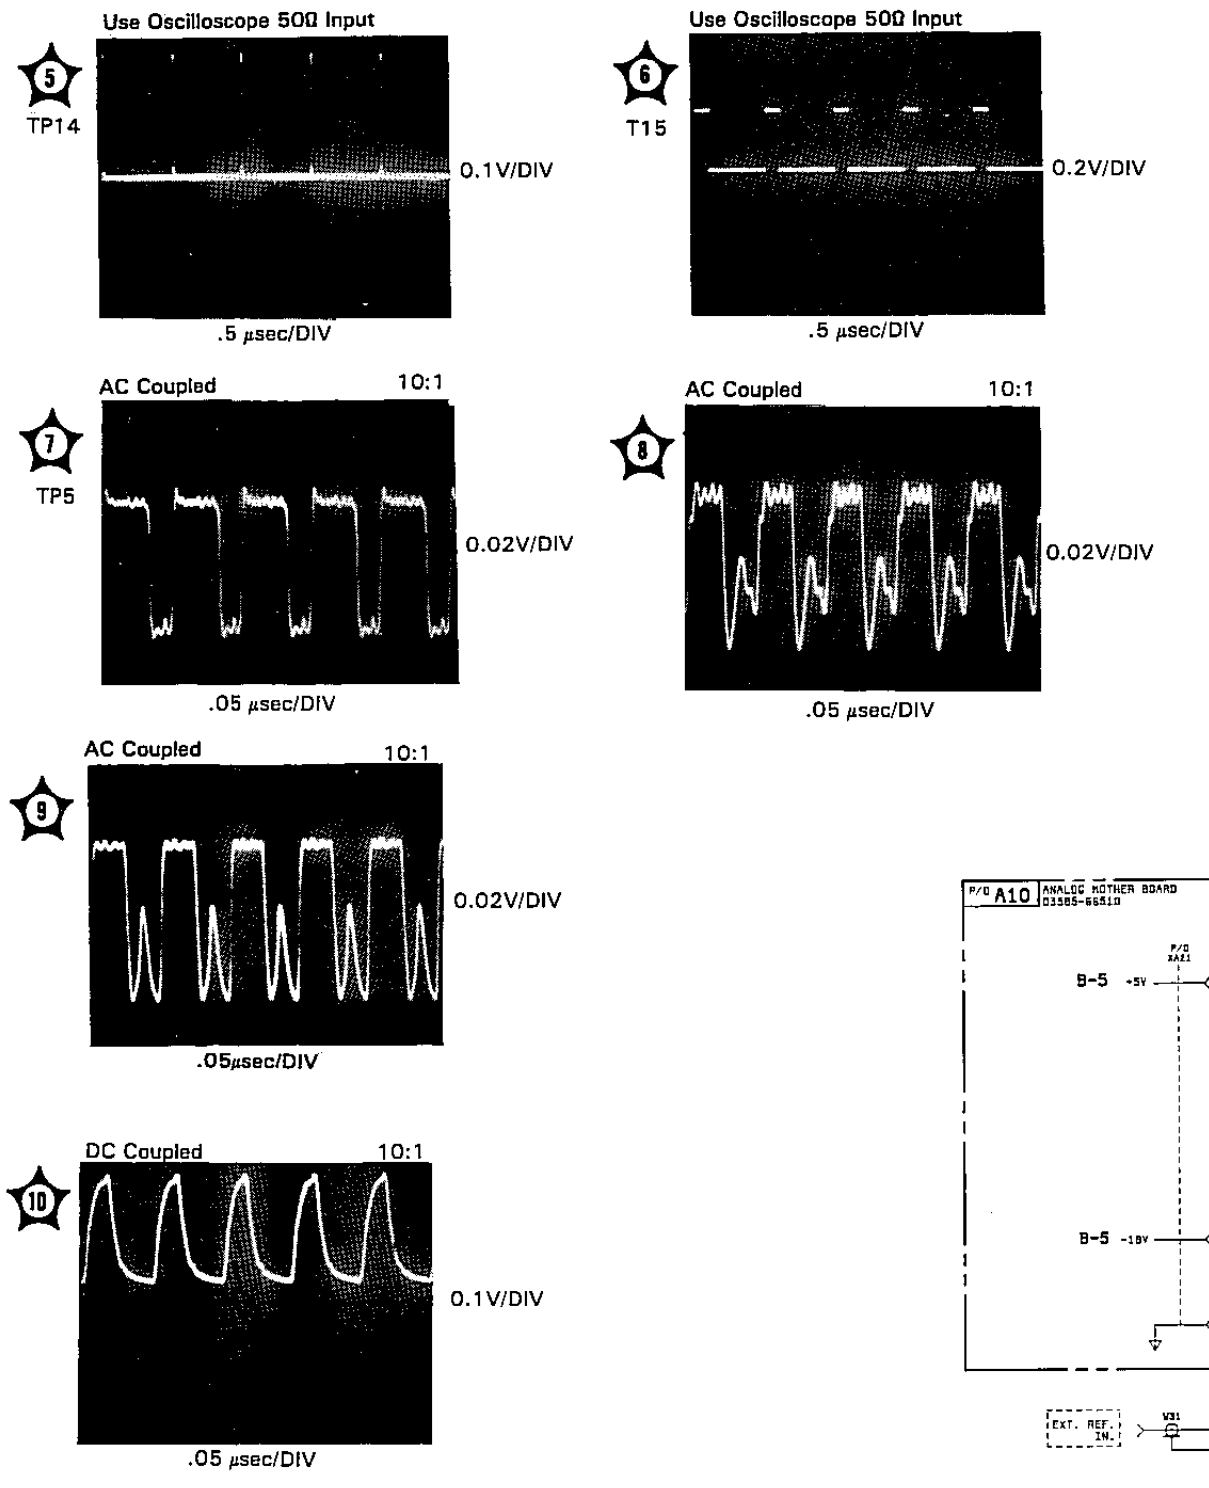 Use Oscilloscope 50Ω Input
5
TP14
0.1V/DIV
.5 μsec/DIV
Use Oscilloscope 50Ω Input
6
T15
0.2V/DIV
.5 μsec/DIV
AC Coupled 10:1
7
TP5
0.02V/DIV
.05 μsec/DIV
AC Coupled 10:1
8
0.02V/DIV
.05 μsec/DIV
AC Coupled 10:1
9
0.02V/DIV
.05μsec/DIV
P/O A10 ANALOG MOTHER BOARD
03585-66510
P/O
XA21
B-5 +5V
B-5 -18V
EXT. REF.
IN.
W31
DC Coupled 10:1
10
0.1V/DIV
.05 μsec/DIV